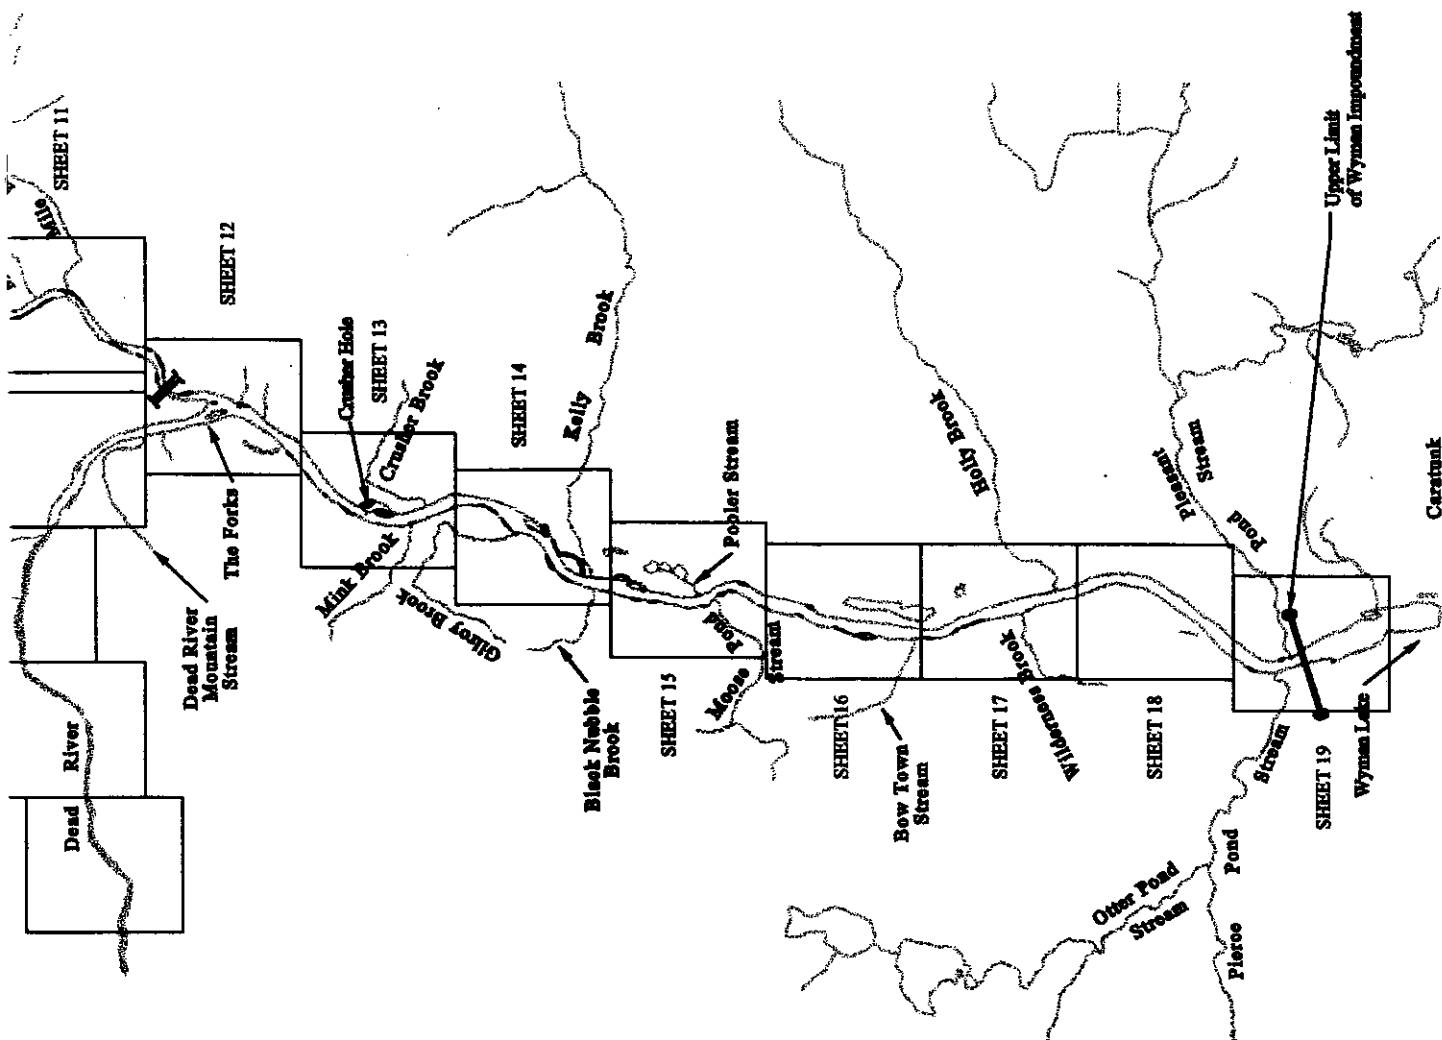 Mile
SHEET 11
SHEET 12
Crusher Hole
SHEET 13
Crusher Brook
SHEET 14
Kelly
Brook
The Forks
Dead River
Mountain
Stream
Dead
River
Mink Brook
Gilroy Brook
Black Nubble
Brook
Pooler Stream
SHEET 15
Moose
Pond
Stream
SHEET 16
Bow Town
Stream
Holly Brook
SHEET 17
Wilderness Brook
SHEET 18
Pleasant
Pond
Stream
Upper Limit
of Wyman Impoundment
Otter Pond
Stream
Pierce
Pond
Stream
SHEET 19
Wyman Lake
Caratunk